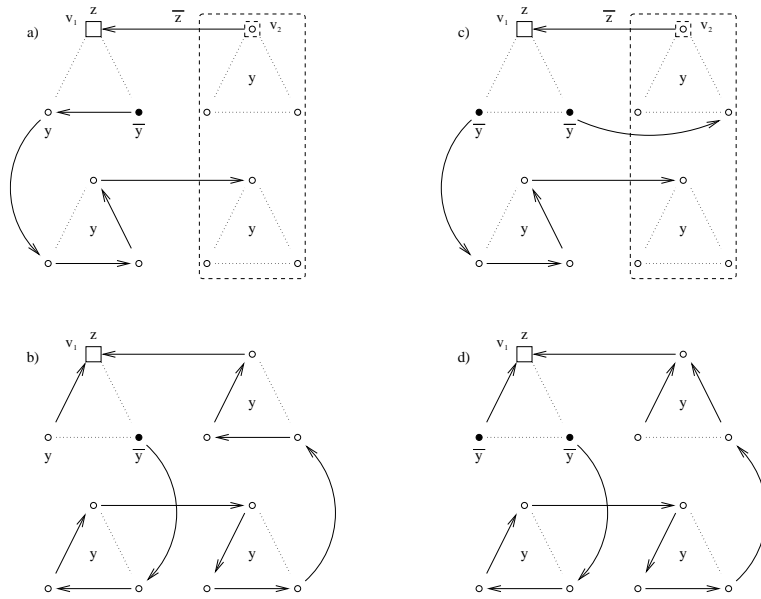 a) v₁ z z̅ v₂
y
y y̅
y y
c) v₁ z z̅ v₂
y
y̅ y̅
y y
b) v₁ z
y
y y̅
y y
d) v₁ z
y
y̅ y̅
y y